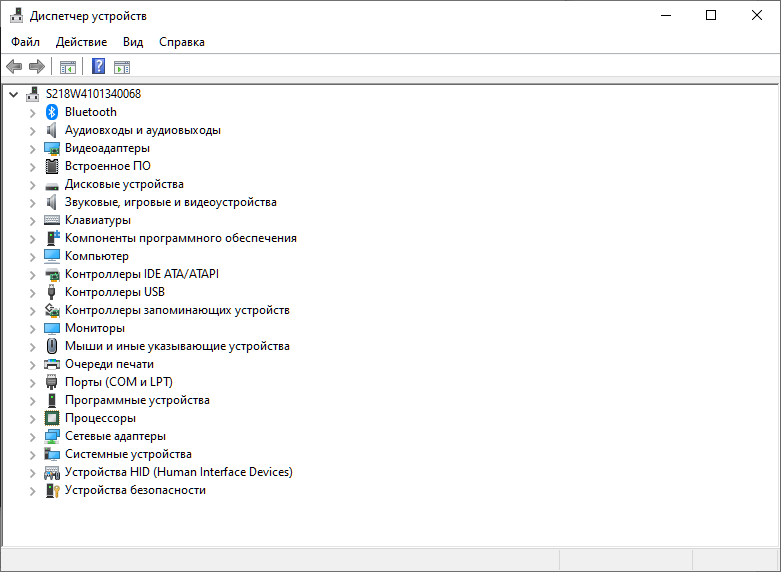 Диспетчер устройств
Файл Действие Вид Справка
S218W4101340068
Bluetooth
Аудиовходы и аудиовыходы
Видеоадаптеры
Встроенное ПО
Дисковые устройства
Звуковые, игровые и видеоустройства
Клавиатуры
Компоненты программного обеспечения
Компьютер
Контроллеры IDE ATA/ATAPI
Контроллеры USB
Контроллеры запоминающих устройств
Мониторы
Мыши и иные указывающие устройства
Очереди печати
Порты (COM и LPT)
Программные устройства
Процессоры
Сетевые адаптеры
Системные устройства
Устройства HID (Human Interface Devices)
Устройства безопасности